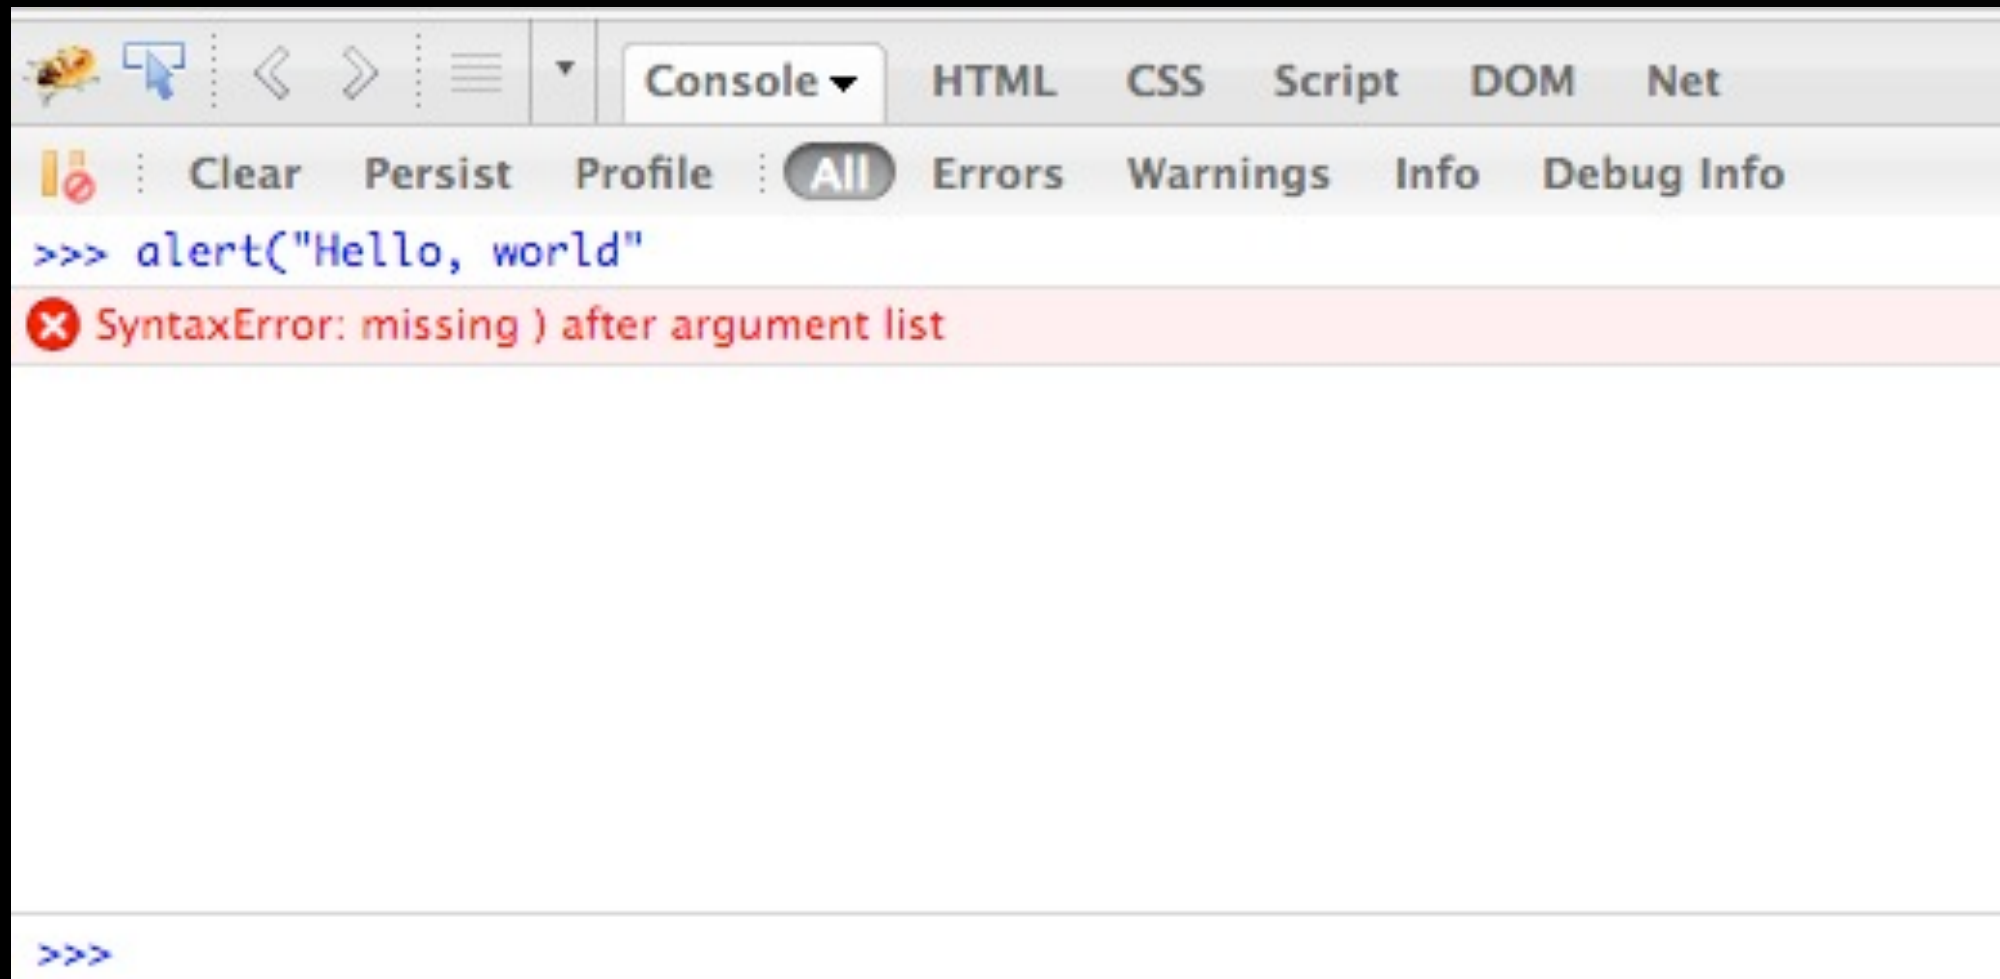 Console HTML CSS Script DOM Net
Clear Persist Profile All Errors Warnings Info Debug Info
>>> alert("Hello, world"
SyntaxError: missing ) after argument list
>>>